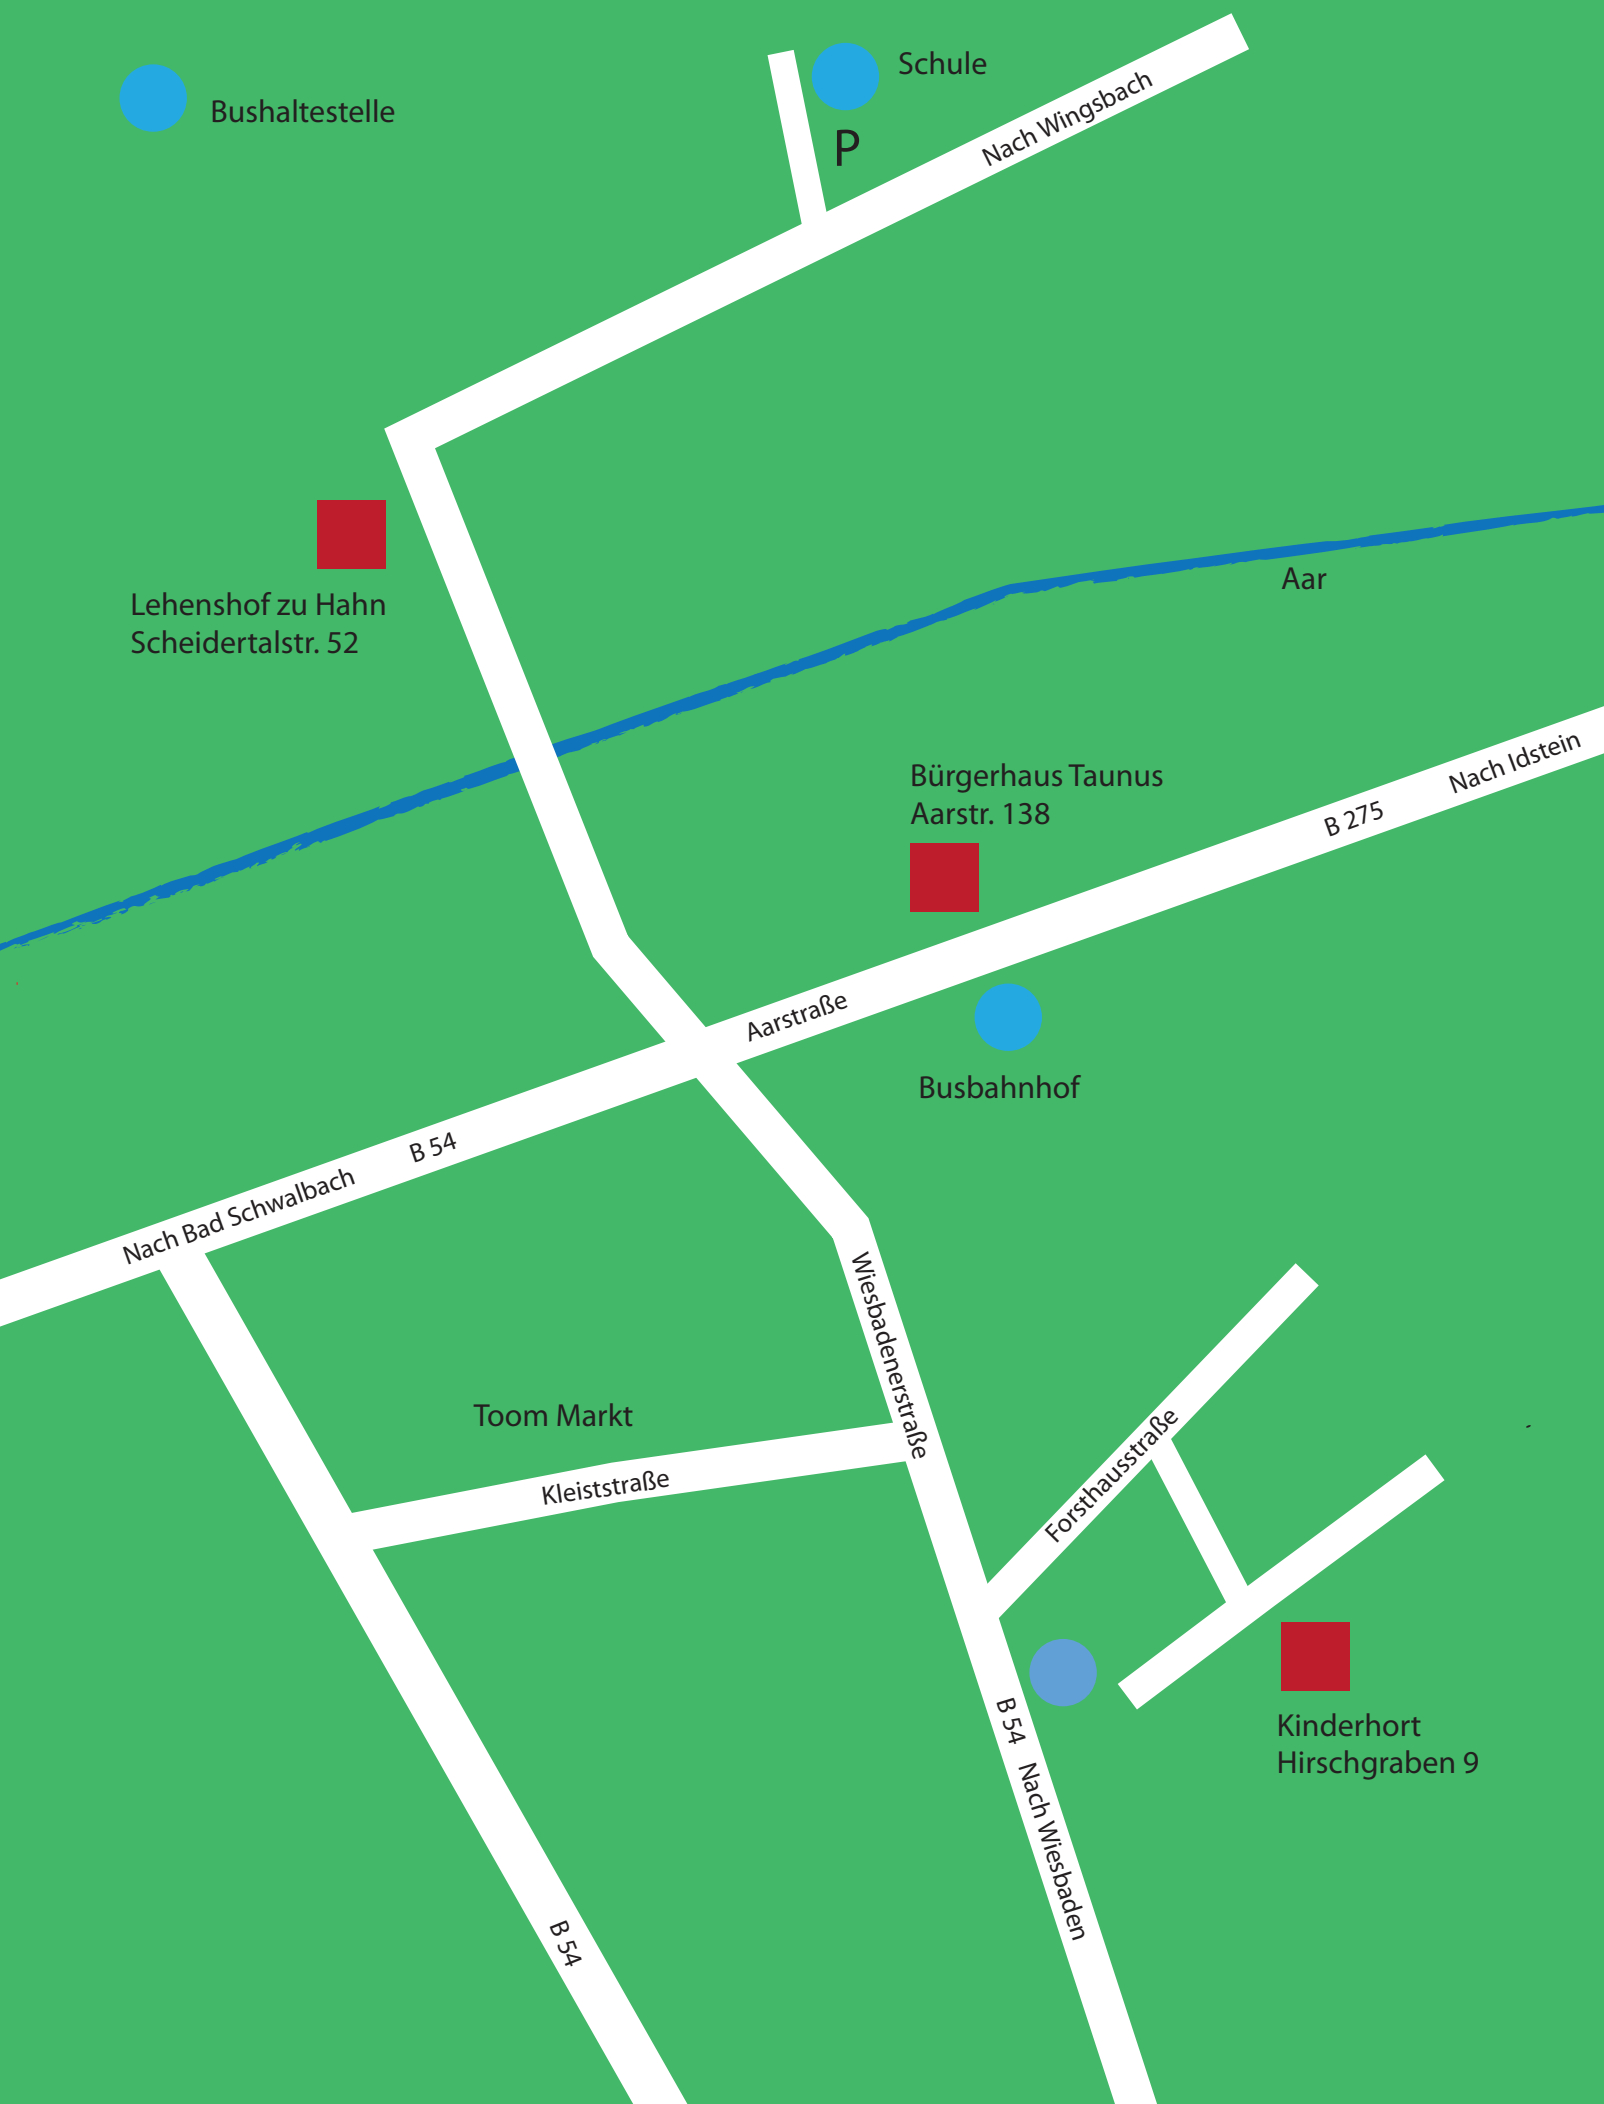 Schule
Bushaltestelle
P
Nach Wingsbach
Lehenshof zu Hahn
Scheidertalstr. 52
Aar
Bürgerhaus Taunus
Aarstr. 138
Nach Idstein
B 275
Aarstraße
Busbahnhof
B 54
Nach Bad Schwalbach
Wiesbadenerstraße
Toom Markt
Kleiststraße
Forsthausstraße
B 54
Nach Wiesbaden
Kinderhort
Hirschgraben 9
B 54